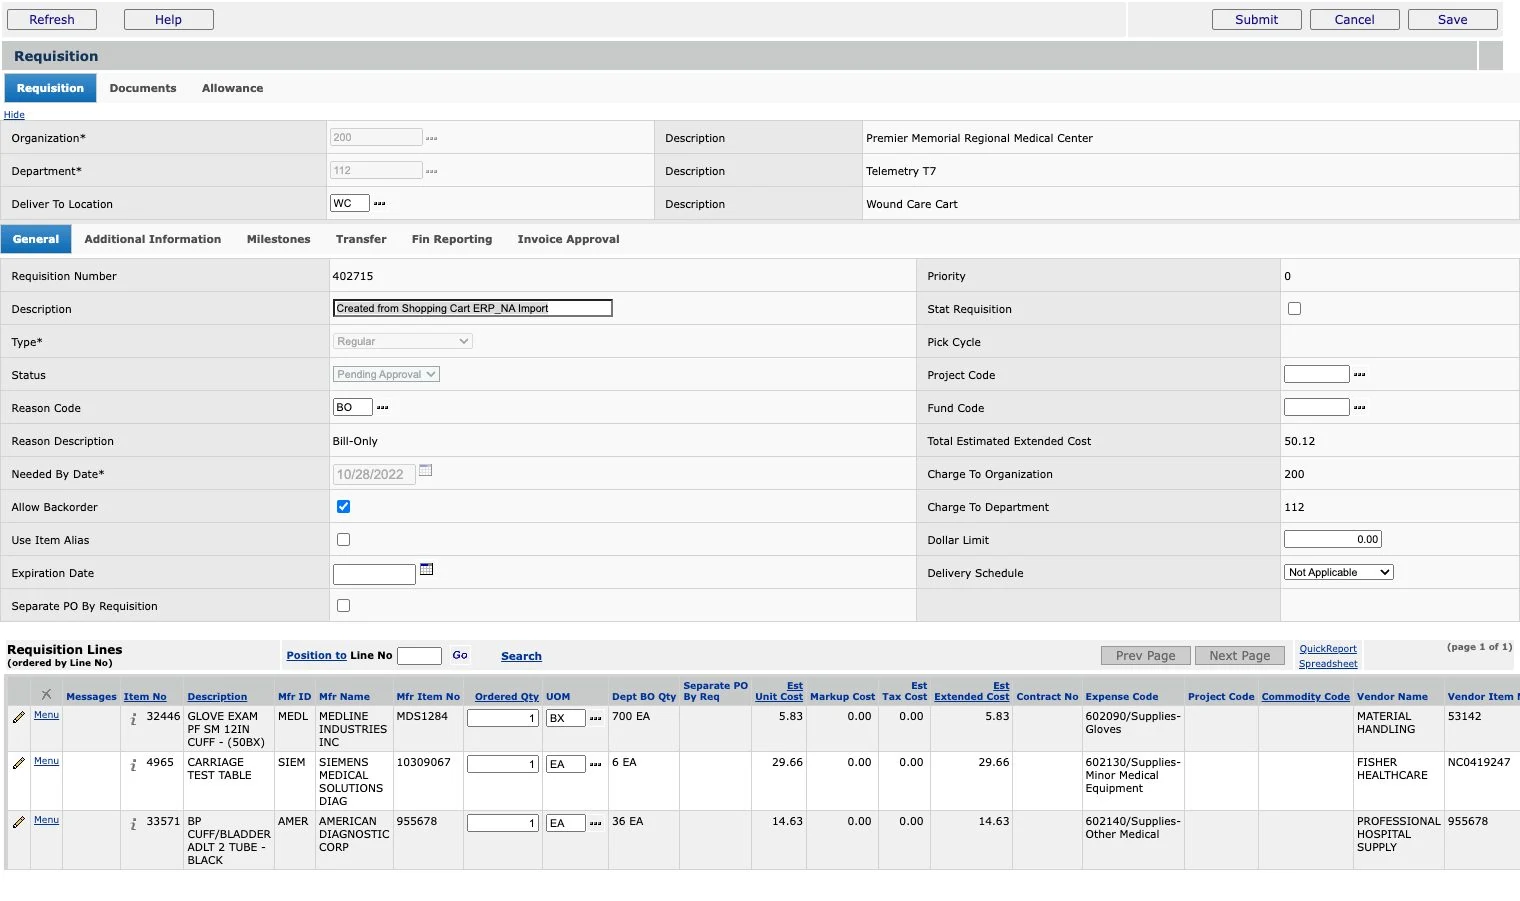 Refresh Help Submit Cancel Save
Requisition
Requisition Documents Allowance
Hide
Organization* 200 Description Premier Memorial Regional Medical Center
Department* 112 Description Telemetry T7
Deliver To Location WC Description Wound Care Cart
General Additional Information Milestones Transfer Fin Reporting Invoice Approval
Requisition Number 402715 Priority 0
Description Created from Shopping Cart ERP_NA Import Stat Requisition
Type* Regular Pick Cycle
Status Pending Approval Project Code
Reason Code BO Fund Code
Reason Description Bill-Only Total Estimated Extended Cost 50.12
Needed By Date* 10/28/2022 Charge To Organization 200
Allow Backorder Charge To Department 112
Use Item Alias Dollar Limit 0.00
Expiration Date Delivery Schedule Not Applicable
Separate PO By Requisition
Requisition Lines
(ordered by Line No)
Position to Line No Go Search Prev Page Next Page QuickReport (page 1 of 1)
Spreadsheet
Separate PO Est Est Est
Messages Item No Description Mfr ID Mfr Name Mfr Item No Ordered Qty UOM Dept BO Qty By Req Unit Cost Markup Cost Tax Cost Extended Cost Contract No Expense Code Project Code Commodity Code Vendor Name Vendor Item N
Menu i 32446 GLOVE EXAM MEDL MEDLINE MDS1284 1 BX 700 EA 5.83 0.00 0.00 5.83 602090/Supplies- MATERIAL 53142
PF SM 12IN INDUSTRIES Gloves HANDLING
CUFF - (50BX) INC
Menu i 4965 CARRIAGE SIEM SIEMENS 10309067 1 EA 6 EA 29.66 0.00 0.00 29.66 602130/Supplies- FISHER NC0419247
TEST TABLE MEDICAL Minor Medical HEALTHCARE
SOLUTIONS Equipment
DIAG
Menu i 33571 BP AMER AMERICAN 955678 1 EA 36 EA 14.63 0.00 0.00 14.63 602140/Supplies- PROFESSIONAL 955678
CUFF/BLADDER DIAGNOSTIC Other Medical HOSPITAL
ADLT 2 TUBE - CORP SUPPLY
BLACK